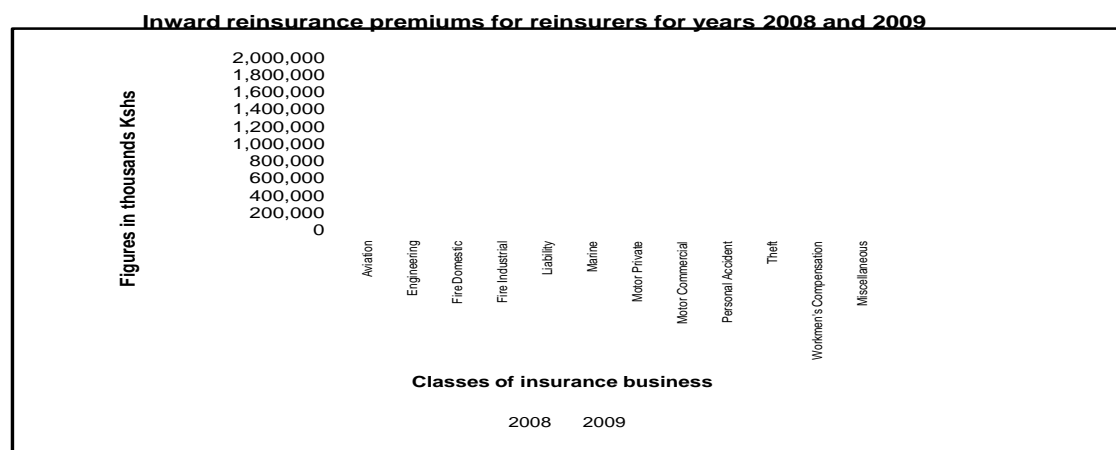 Inward reinsurance premiums for reinsurers for years 2008 and 2009
Figures in thousands Kshs
2,000,000
1,800,000
1,600,000
1,400,000
1,200,000
1,000,000
800,000
600,000
400,000
200,000
0
Aviation
Engineering
Fire Domestic
Fire Industrial
Liability
Marine
Motor Private
Motor Commercial
Personal Accident
Theft
Workmen's Compensation
Miscellaneous
Classes of insurance business
2008 2009